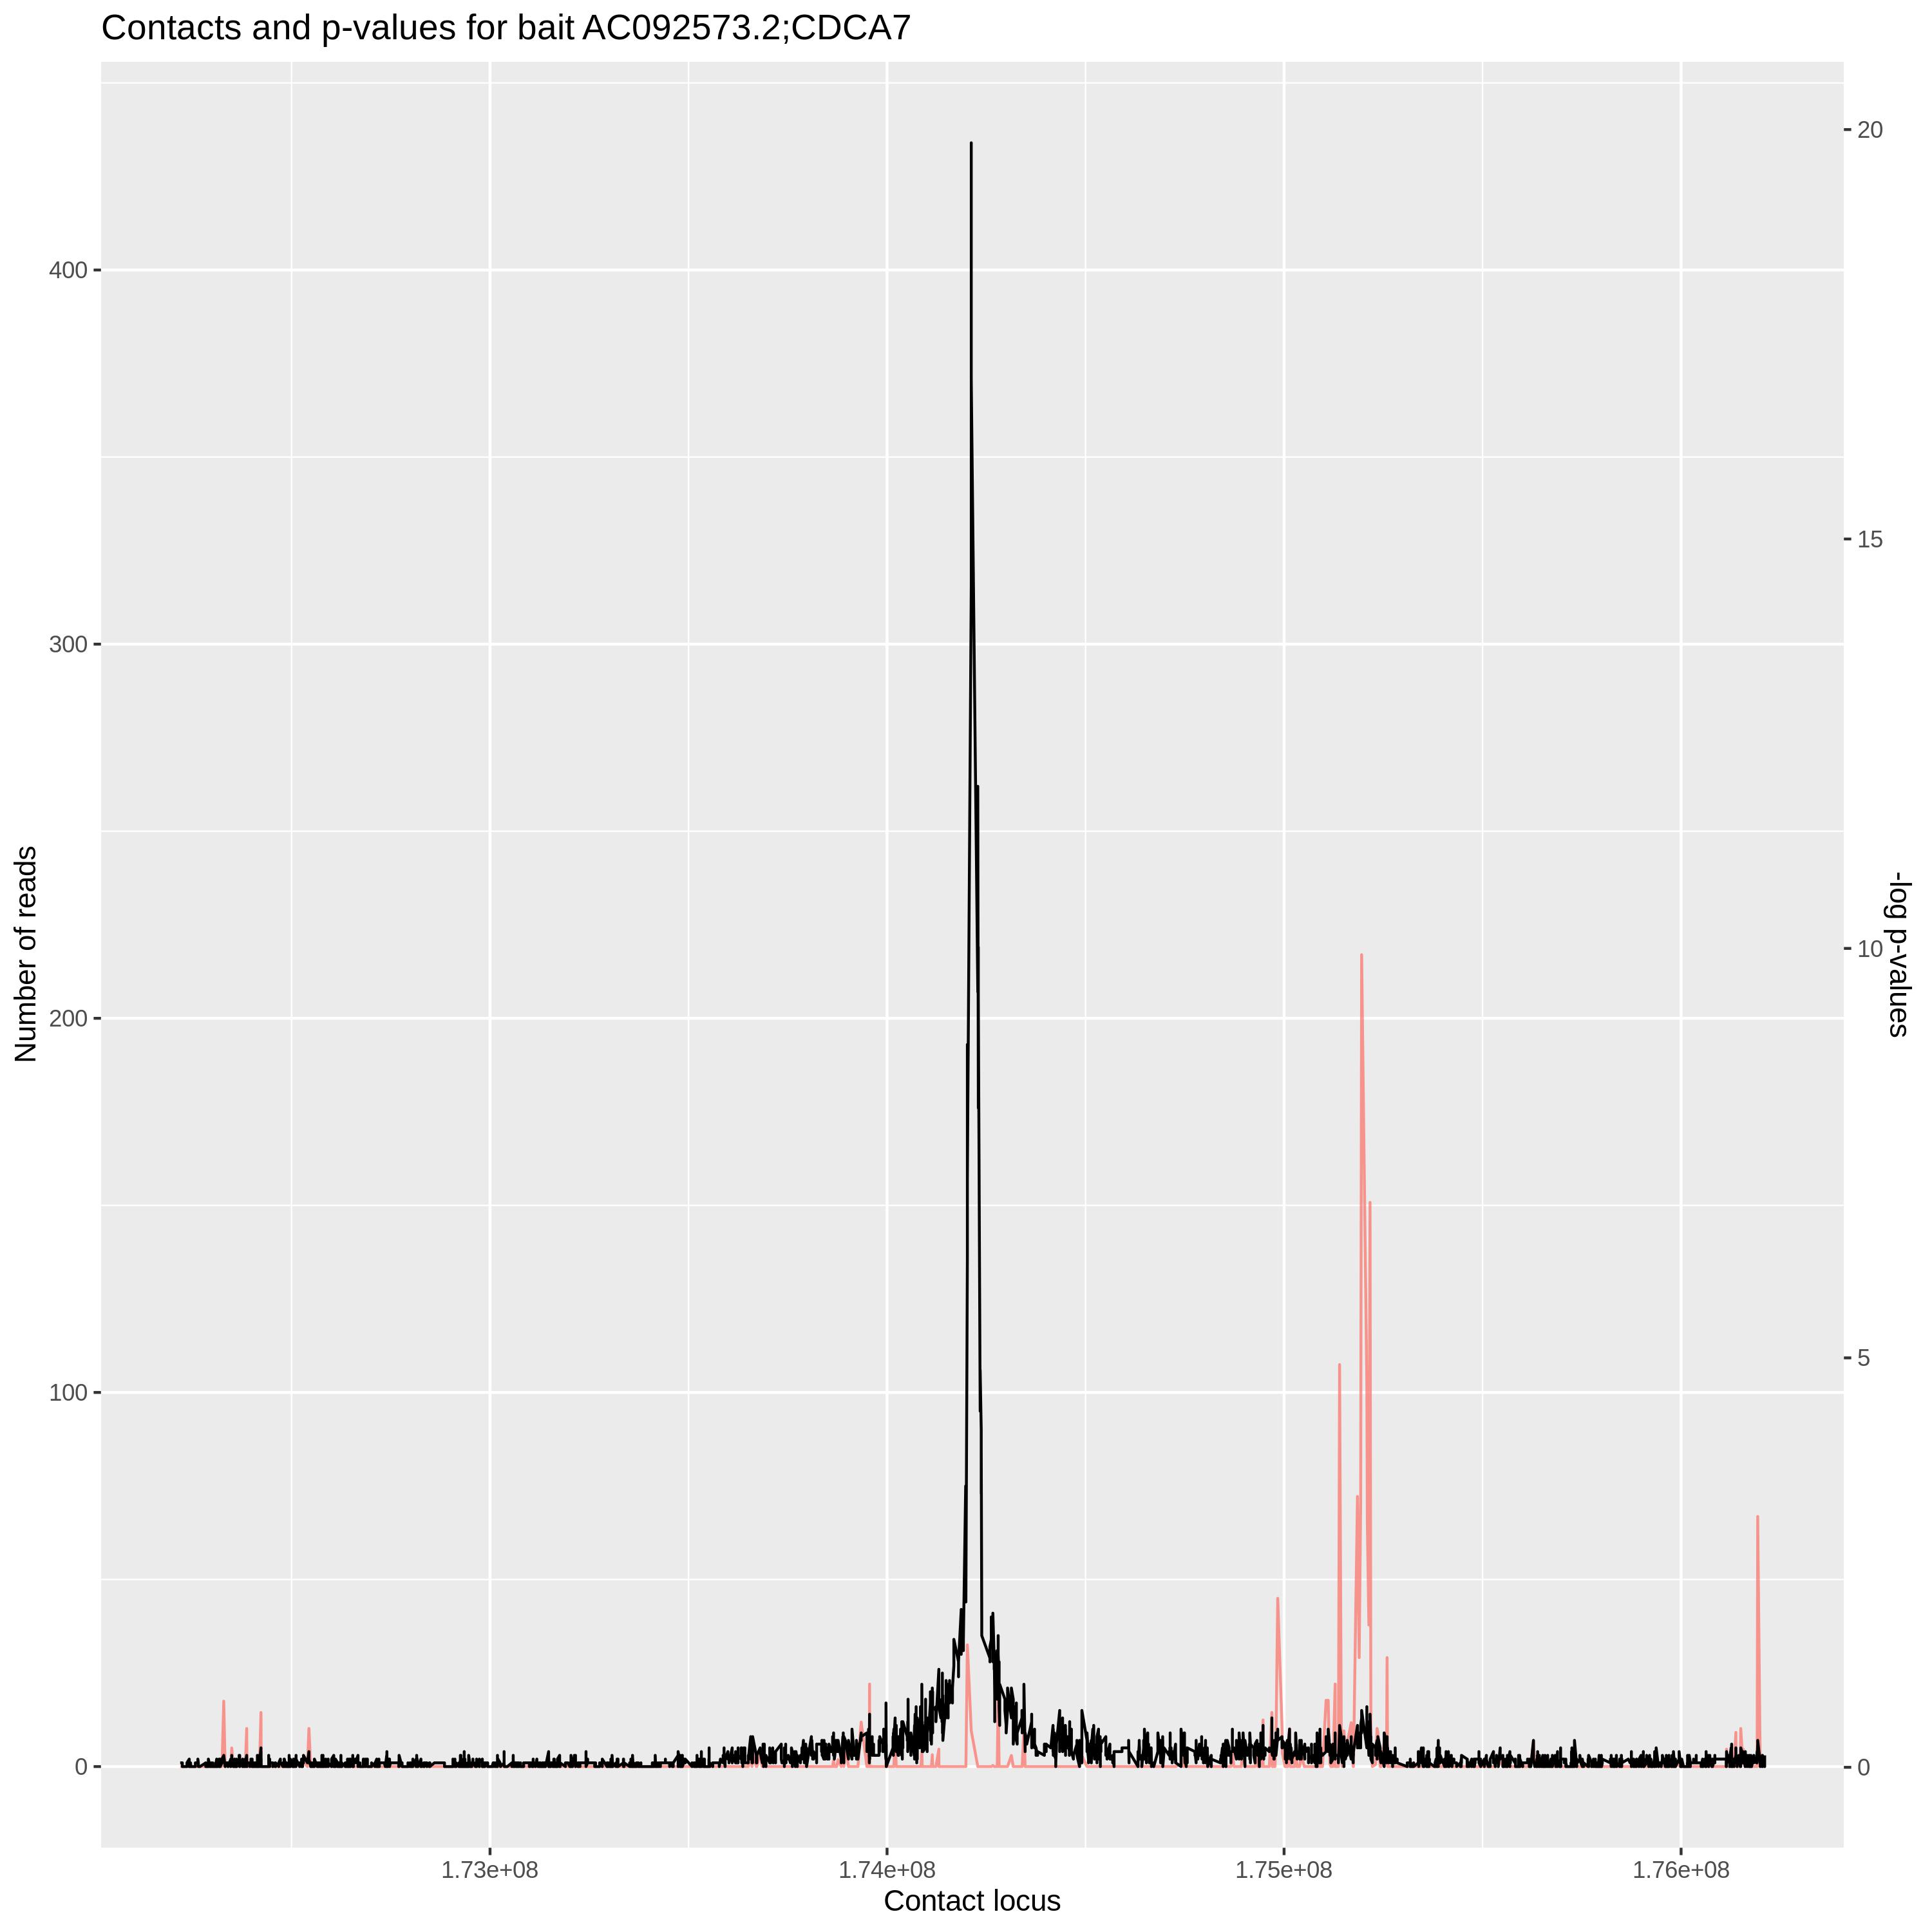 Contacts and p-values for bait AC092573.2;CDCA7
Number of reads
400
300
200
100
0
20
15
10
5
0
-log p-values
1.73e+08
1.74e+08
1.75e+08
1.76e+08
Contact locus